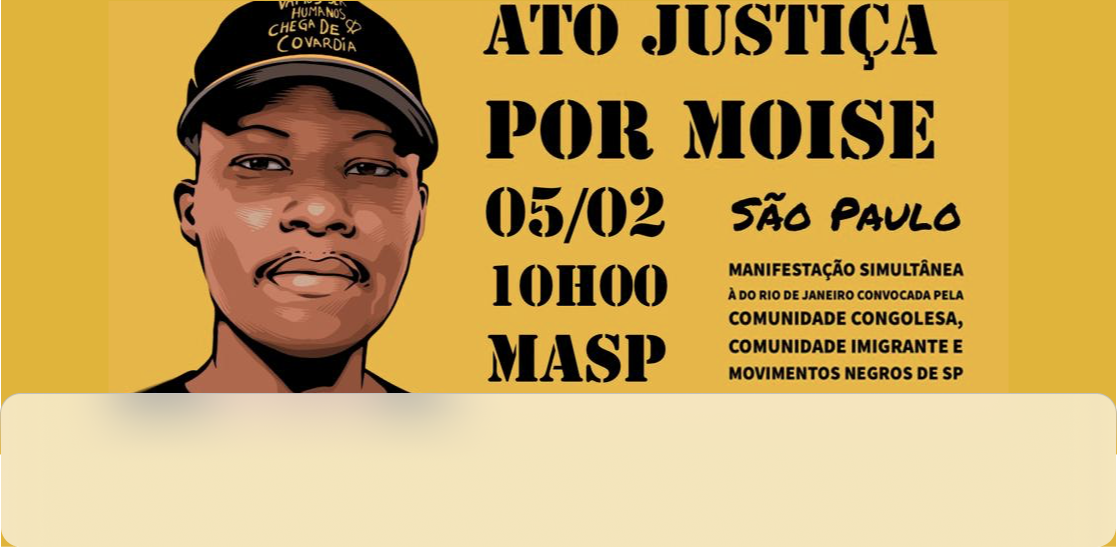 VAMOS SER
HUMANOS
CHEGA DE
COVARDIA
ATO JUSTIÇA
POR MOISE
05/02
10H00
MASP
SÃO PAULO
MANIFESTAÇÃO SIMULTÂNEA
À DO RIO DE JANEIRO CONVOCADA PELA
COMUNIDADE CONGOLESA,
COMUNIDADE IMIGRANTE E
MOVIMENTOS NEGROS DE SP